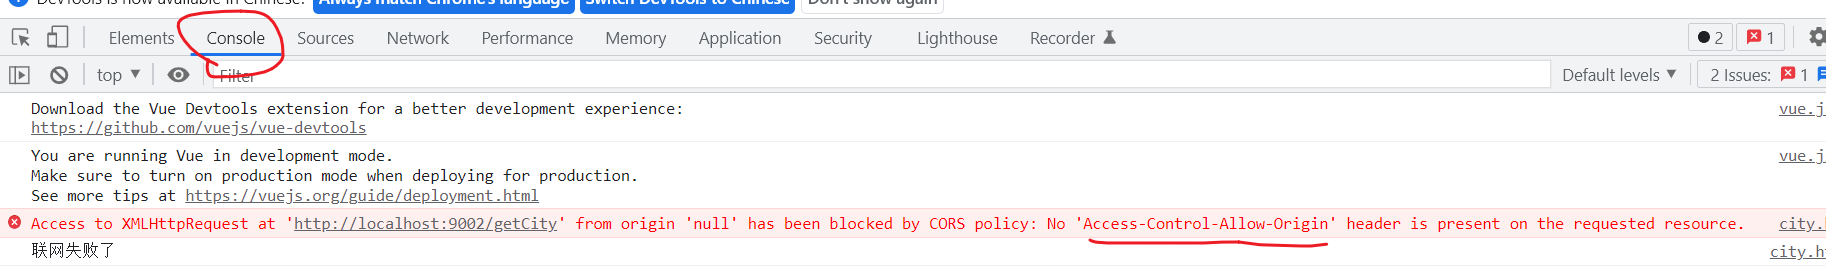 DevTools is now available in Chinese! Always match Chrome's language Switch DevTools to Chinese Don't show again
Elements Console Sources Network Performance Memory Application Security Lighthouse Recorder 2 1
top Filter Default levels 2 Issues: 1
Download the Vue Devtools extension for a better development experience: vue.j
https://github.com/vuejs/vue-devtools
You are running Vue in development mode. vue.j
Make sure to turn on production mode when deploying for production.
See more tips at https://vuejs.org/guide/deployment.html
Access to XMLHttpRequest at 'http://localhost:9002/getCity' from origin 'null' has been blocked by CORS policy: No 'Access-Control-Allow-Origin' header is present on the requested resource. city.
联网失败了 city.h